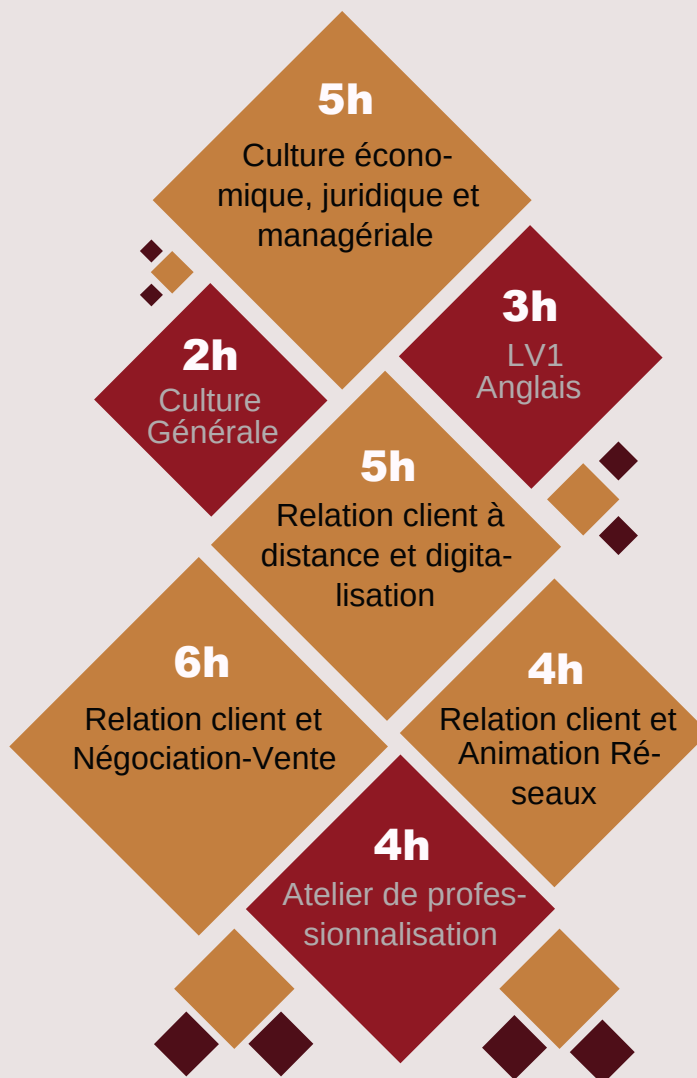 5h
Culture écono-
mique, juridique et
managériale
3h
LV1
Anglais
2h
Culture
Générale
5h
Relation client à
distance et digita-
lisation
6h
Relation client et
Négociation-Vente
4h
Relation client et
Animation Ré-
seaux
4h
Atelier de profes-
sionnalisation